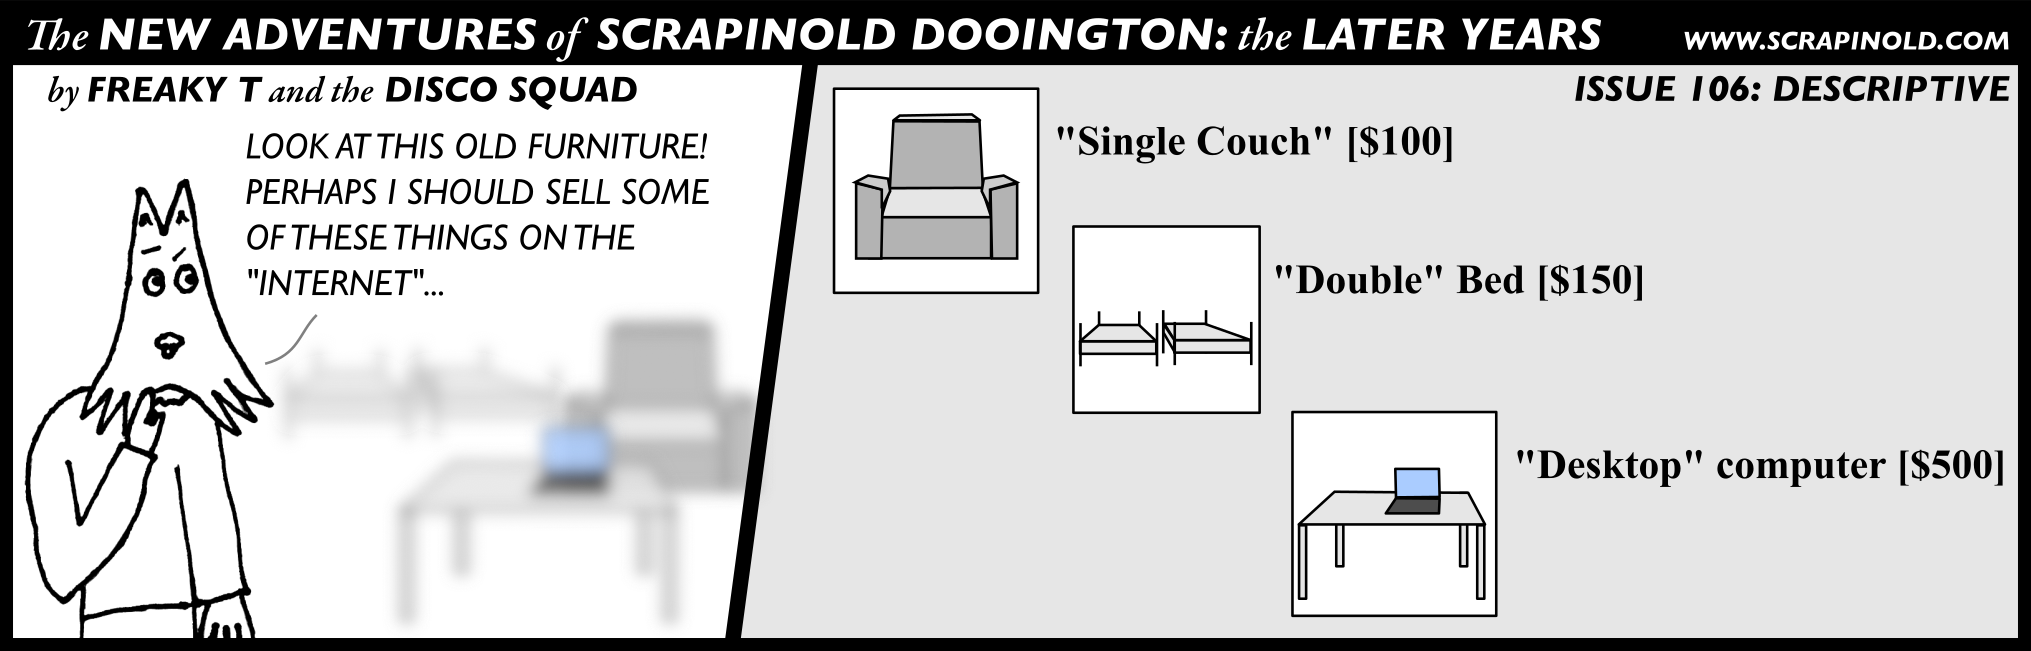 The NEW ADVENTURES of SCRAPINOLD DOOINGTON: the LATER YEARS
WWW.SCRAPINOLD.COM
by FREAKY T and the DISCO SQUAD
ISSUE 106: DESCRIPTIVE
LOOK AT THIS OLD FURNITURE!
PERHAPS I SHOULD SELL SOME
OF THESE THINGS ON THE
"INTERNET"...
"Single Couch" [$100]
"Double" Bed [$150]
"Desktop" computer [$500]